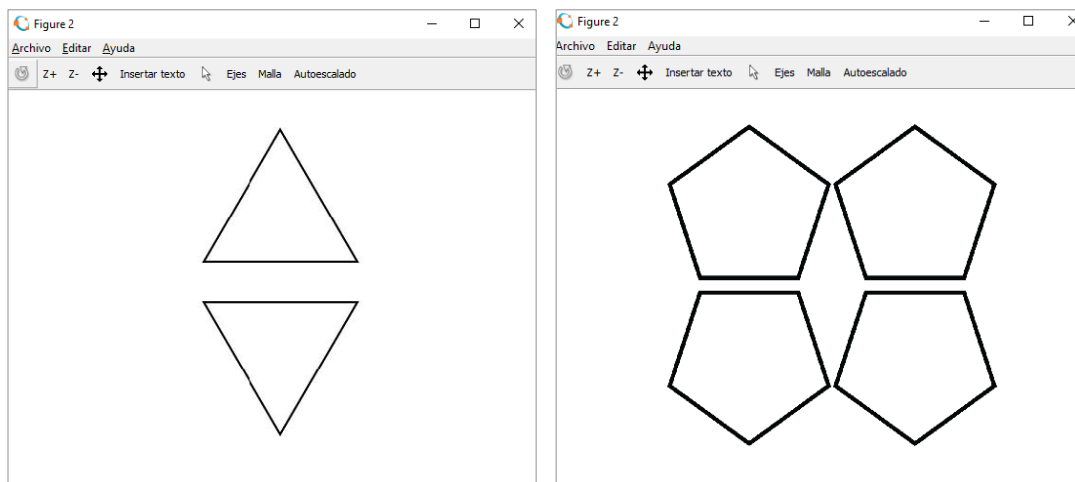 Figure 2
Archivo Editar Ayuda
Z+ Z- Insertar texto Ejes Malla Autoescalado
Figure 2
Archivo Editar Ayuda
Z+ Z- Insertar texto Ejes Malla Autoescalado